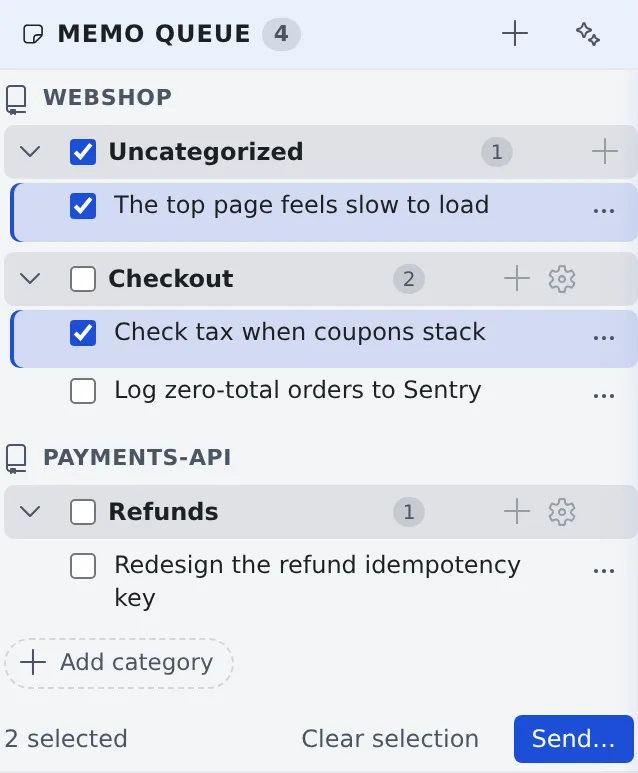 MEMO QUEUE 4
WEBSHOP
Uncategorized 1
The top page feels slow to load
Checkout 2
Check tax when coupons stack
Log zero-total orders to Sentry
PAYMENTS-API
Refunds 1
Redesign the refund idempotency
key
Add category
2 selected Clear selection Send...